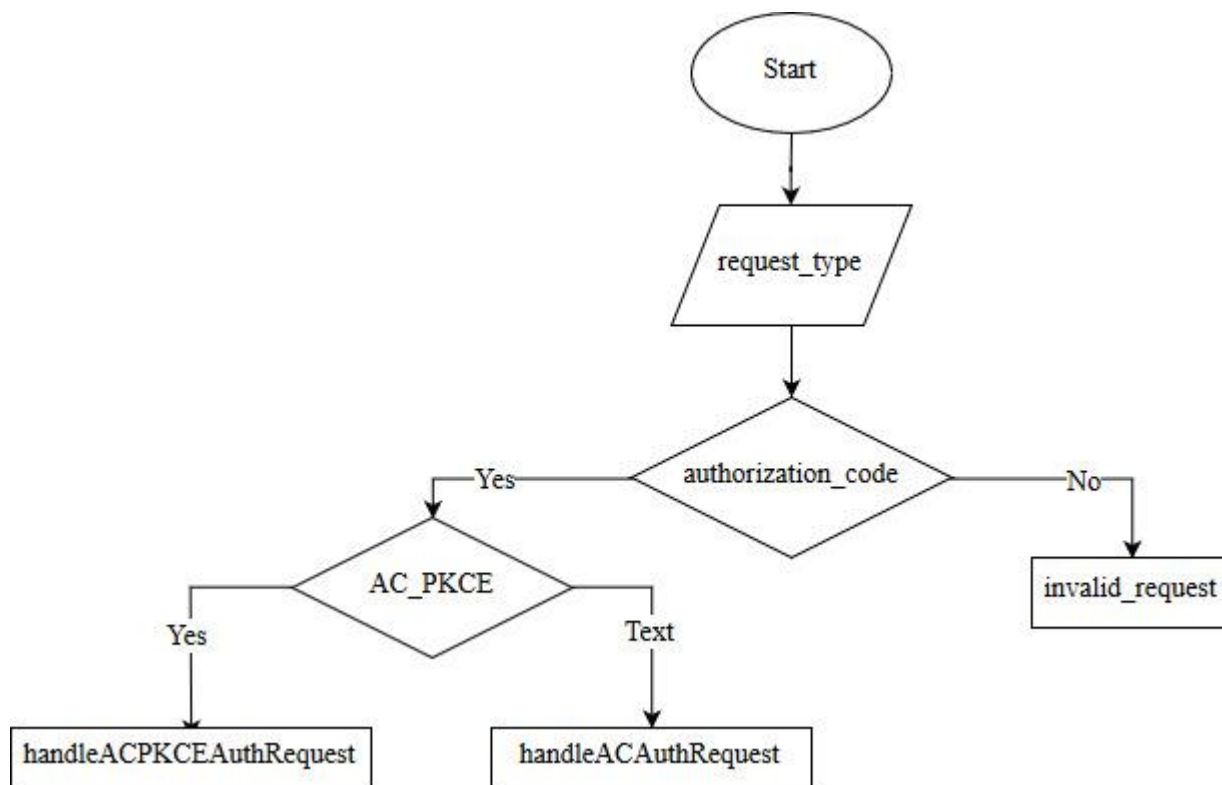 Start
request_type
authorization_code
Yes
No
AC_PKCE
invalid_request
Yes
Text
handleACPKCEAuthRequest
handleACAuthRequest